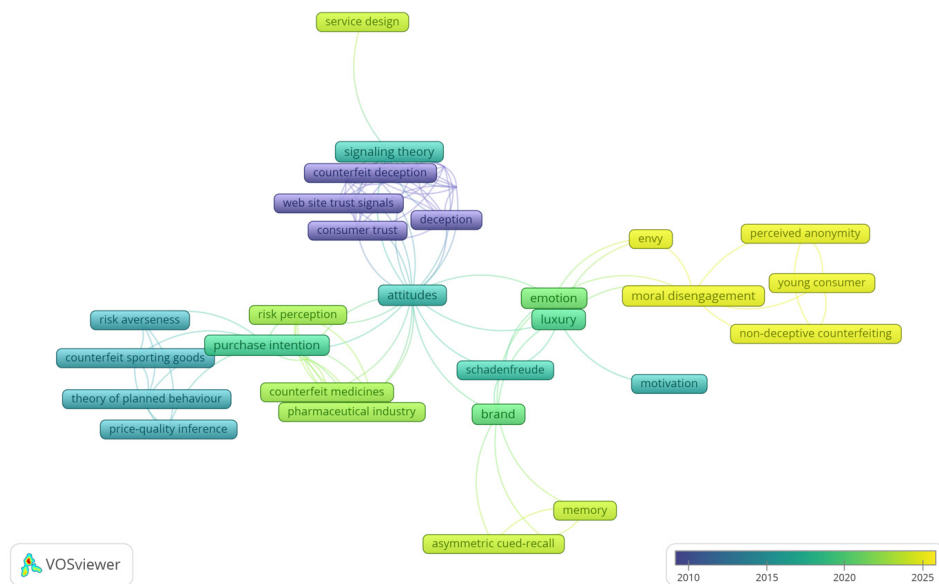 service design
signaling theory
counterfeit deception
web site trust signals
deception
consumer trust
envy
perceived anonymity
young consumer
attitudes
emotion
moral disengagement
risk perception
luxury
risk averseness
non-deceptive counterfeiting
purchase intention
counterfeit sporting goods
schadenfreude
motivation
counterfeit medicines
theory of planned behaviour
pharmaceutical industry
brand
price-quality inference
memory
asymmetric cued-recall
VOSviewer
2010 2015 2020 2025